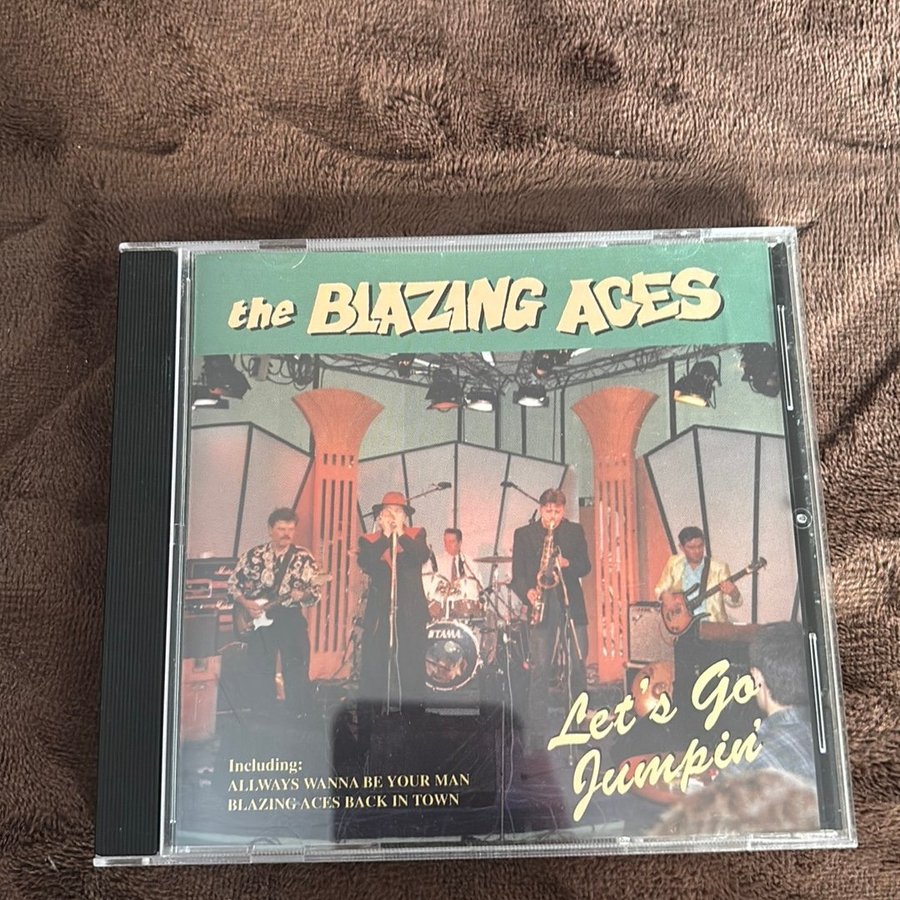 the BLAZING ACES
TAMA
Let's Go
Jumpin'
Including:
ALLWAYS WANNA BE YOUR MAN
BLAZING ACES BACK IN TOWN